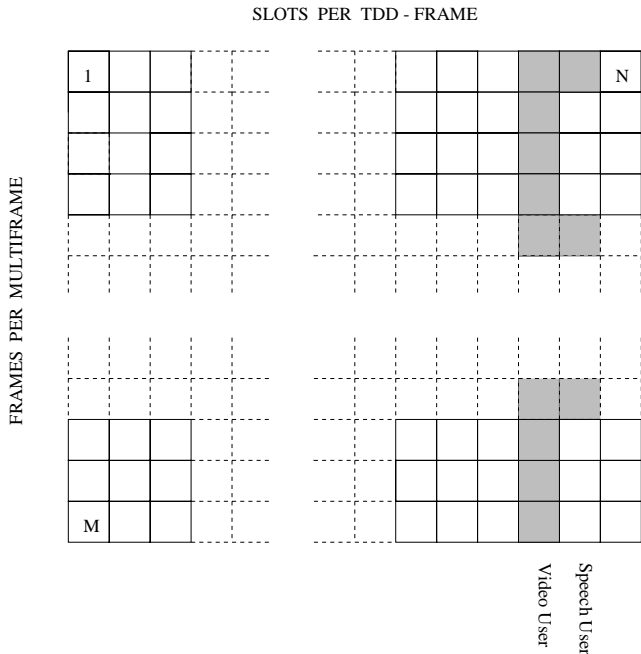 SLOTS PER TDD - FRAME
1
N
FRAMES PER MULTIFRAME
M
Video User
Speech User